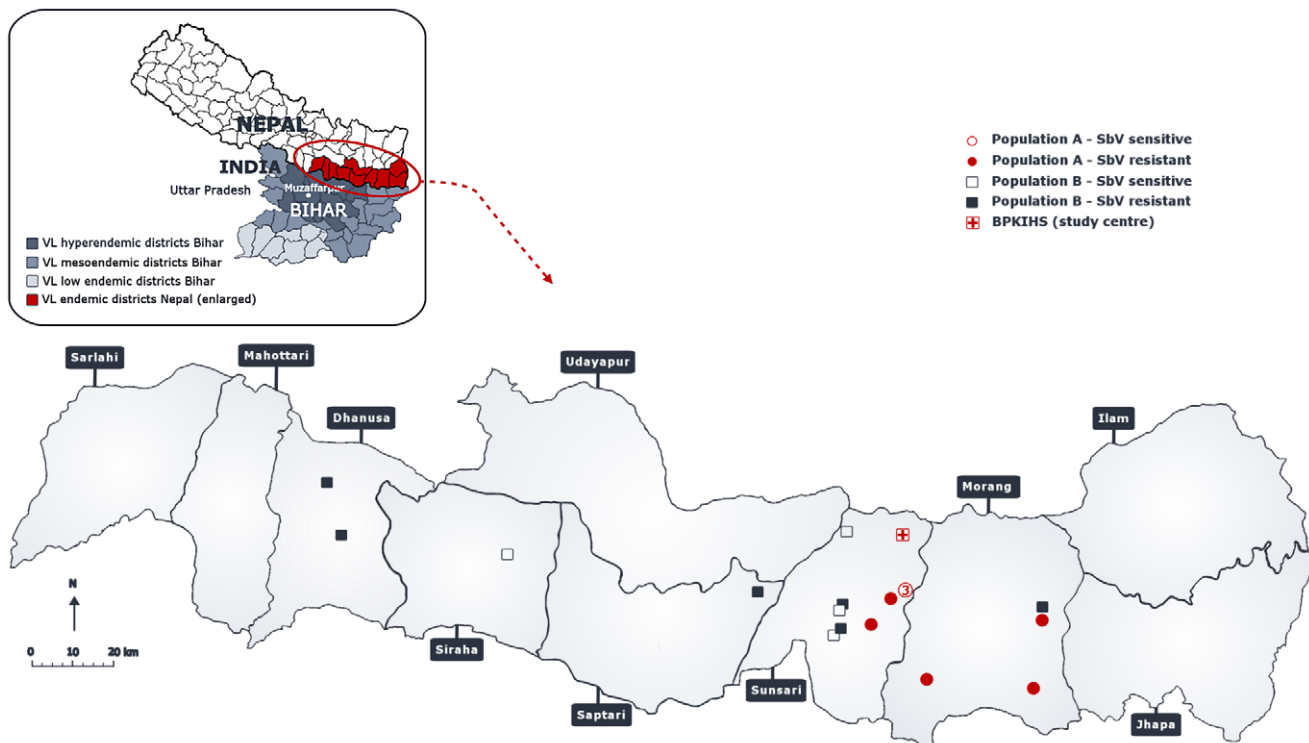 NEPAL
INDIA
Uttar Pradesh
Muzaffarpur
BIHAR
VL hyperendemic districts Bihar
VL mesoendemic districts Bihar
VL low endemic districts Bihar
VL endemic districts Nepal (enlarged)
Population A - SbV sensitive
Population A - SbV resistant
Population B - SbV sensitive
Population B - SbV resistant
BPKIHS (study centre)
Sarlahi
Mahottari
Udayapur
Dhanusa
Ilam
Morang
3
N
0 10 20 km
Siraha
Sunsari
Saptari
Jhapa